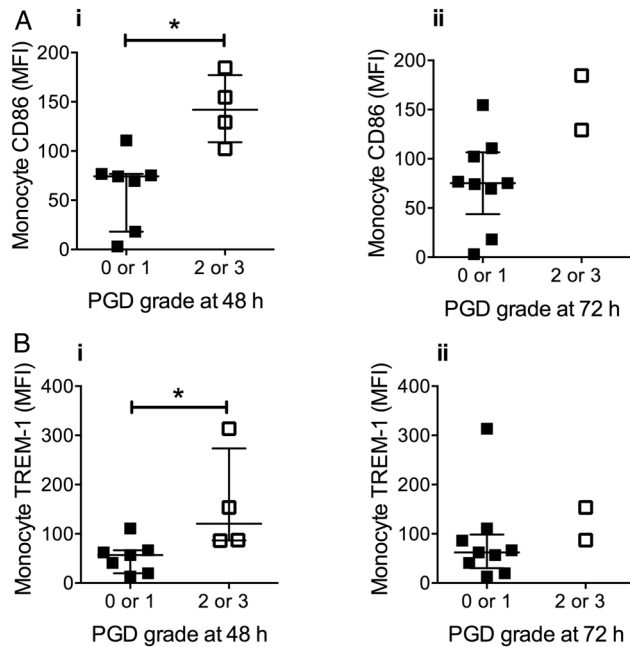 A i ii
*
Monocyte CD86 (MFI)
200
150
100
50
0
0 or 1 2 or 3
PGD grade at 48 h
Monocyte CD86 (MFI)
200
150
100
50
0
0 or 1 2 or 3
PGD grade at 72 h
B i ii
*
Monocyte TREM-1 (MFI)
400
300
200
100
0
0 or 1 2 or 3
PGD grade at 48 h
Monocyte TREM-1 (MFI)
400
300
200
100
0
0 or 1 2 or 3
PGD grade at 72 h